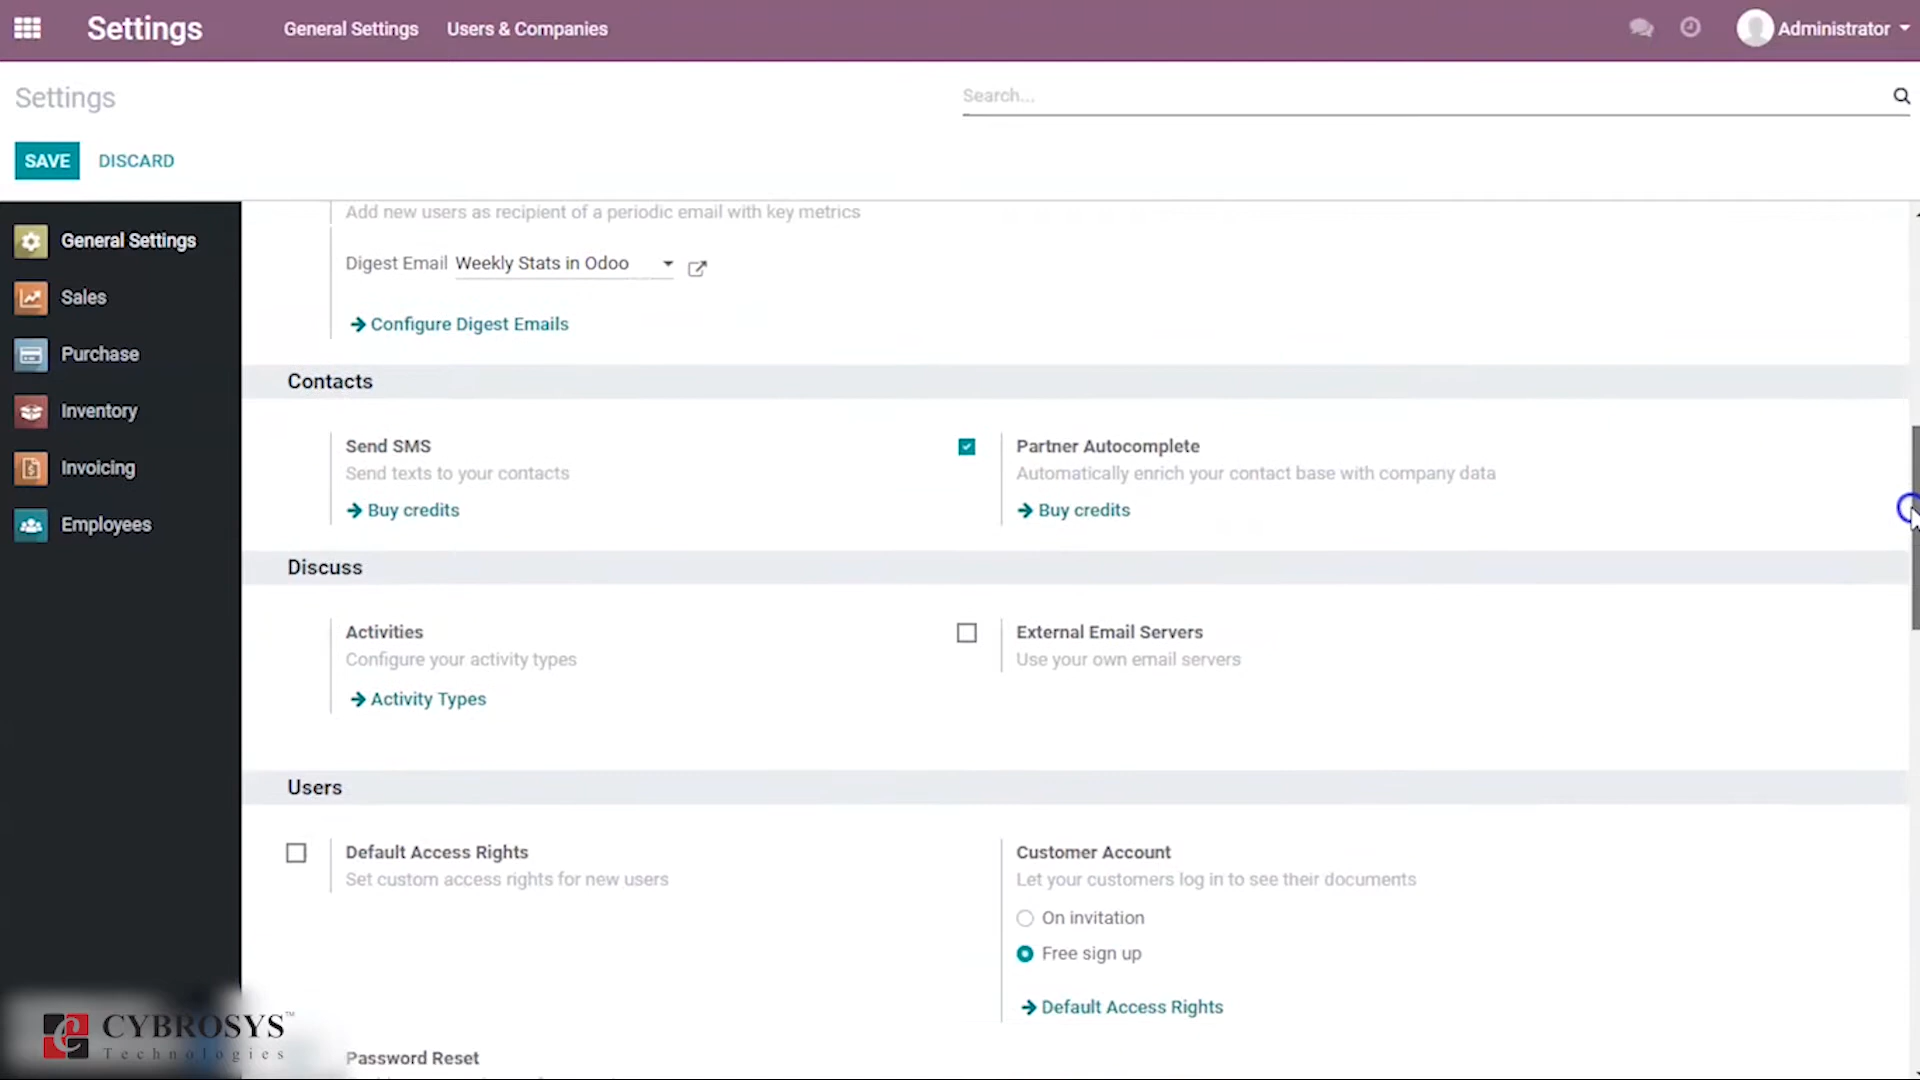 Settings
General Settings
Users & Companies
Administrator
Settings
Search...
SAVE
DISCARD
General Settings
Sales
Purchase
Inventory
Invoicing
Employees
Add new users as recipient of a periodic email with key metrics
Digest Email Weekly Stats in Odoo
Configure Digest Emails
Contacts
Send SMS
Send texts to your contacts
Buy credits
Partner Autocomplete
Automatically enrich your contact base with company data
Buy credits
Discuss
Activities
Configure your activity types
Activity Types
External Email Servers
Use your own email servers
Users
Default Access Rights
Set custom access rights for new users
Customer Account
Let your customers log in to see their documents
On invitation
Free sign up
Default Access Rights
Password Reset
CYBROSYS™
Technologies